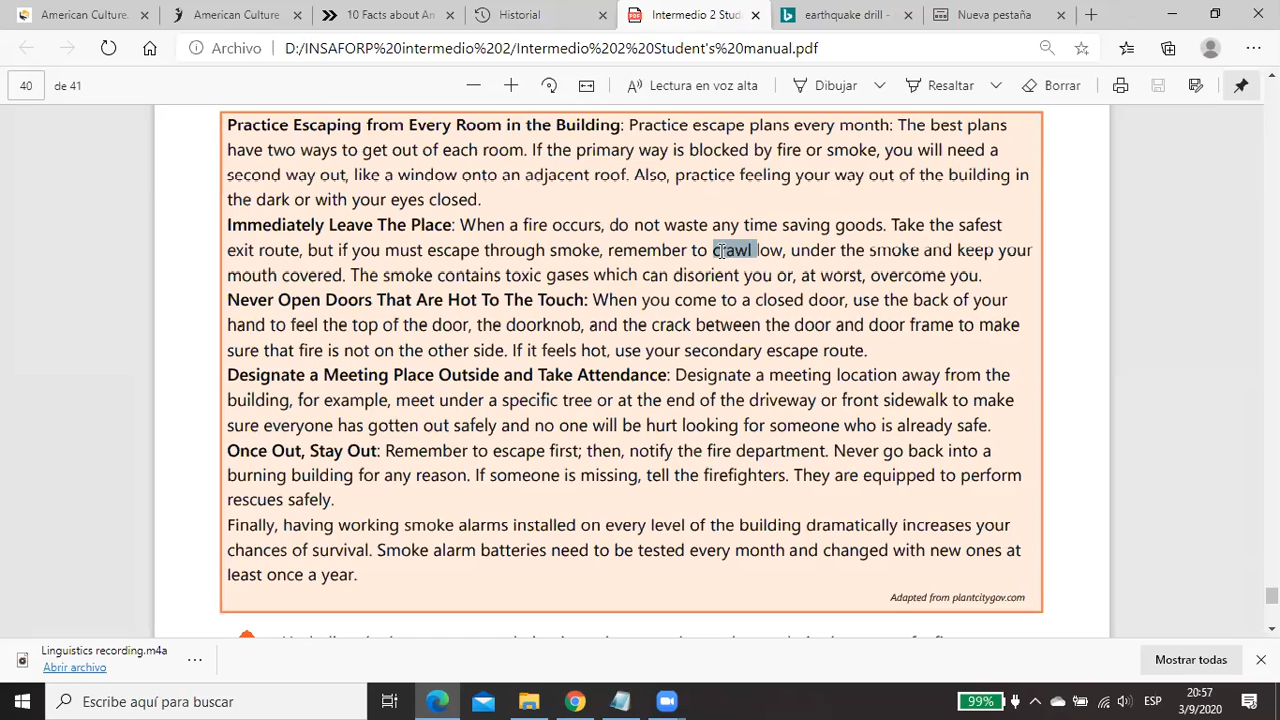 American Culture.
American Culture
10 Facts about An
Historial
Intermedio 2 Stud
earthquake drill -
Nueva pestaña
Archivo
D:/INSAFORP%20intermedio%202/Intermedio%202%20Student's%20manual.pdf
40
de 41
Lectura en voz alta
Dibujar
Resaltar
Borrar
Practice Escaping from Every Room in the Building: Practice escape plans every month: The best plans
have two ways to get out of each room. If the primary way is blocked by fire or smoke, you will need a
second way out, like a window onto an adjacent roof. Also, practice feeling your way out of the building in
the dark or with your eyes closed.
Immediately Leave The Place: When a fire occurs, do not waste any time saving goods. Take the safest
exit route, but if you must escape through smoke, remember to crawl low, under the smoke and keep your
mouth covered. The smoke contains toxic gases which can disorient you or, at worst, overcome you.
Never Open Doors That Are Hot To The Touch: When you come to a closed door, use the back of your
hand to feel the top of the door, the doorknob, and the crack between the door and door frame to make
sure that fire is not on the other side. If it feels hot, use your secondary escape route.
Designate a Meeting Place Outside and Take Attendance: Designate a meeting location away from the
building, for example, meet under a specific tree or at the end of the driveway or front sidewalk to make
sure everyone has gotten out safely and no one will be hurt looking for someone who is already safe.
Once Out, Stay Out: Remember to escape first; then, notify the fire department. Never go back into a
burning building for any reason. If someone is missing, tell the firefighters. They are equipped to perform
rescues safely.
Finally, having working smoke alarms installed on every level of the building dramatically increases your
chances of survival. Smoke alarm batteries need to be tested every month and changed with new ones at
least once a year.
Adapted from plantcitygov.com
Linguistics recording.m4a
Abrir archivo
Mostrar todas
Escribe aquí para buscar
99%
ESP
20:57
3/9/2020